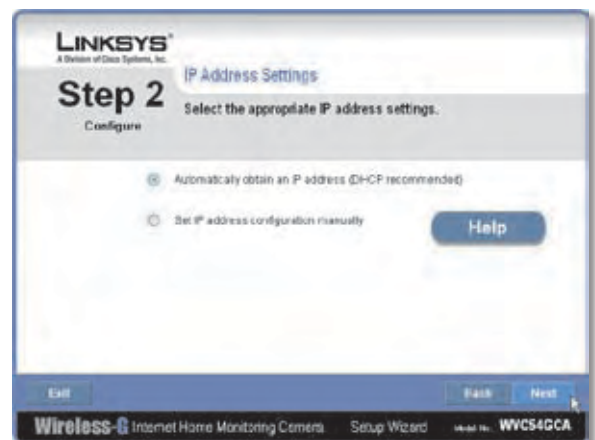 LINKSYS®
A Division of Cisco Systems, Inc.
Step 2
Configure
IP Address Settings
Select the appropriate IP address settings.
Automatically obtain an IP address (DHCP recommended)
Set IP address configuration manually
Help
Exit
Back
Next
Wireless-G Internet Home Monitoring Camera
Setup Wizard
Model No. WVC54GCA